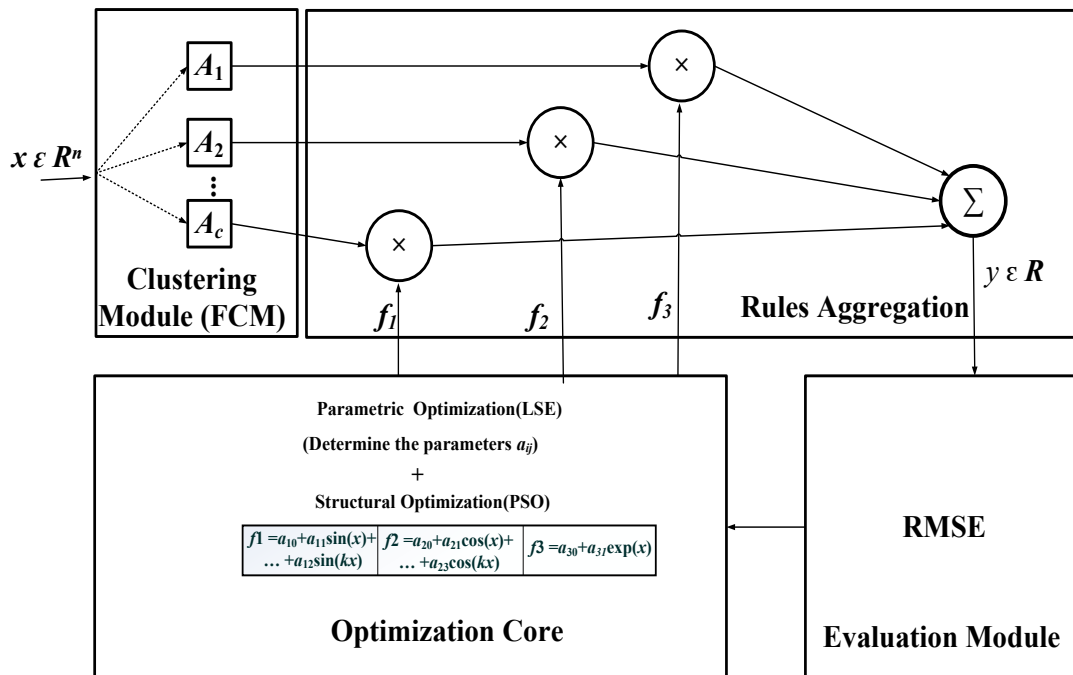 x ε Rⁿ
A₁
A₂
⋮
A_c
Clustering
Module (FCM)
×
×
×
Σ
f₁
f₂
f₃
y ε R
Rules Aggregation
Parametric Optimization(LSE)
(Determine the parameters aᵢⱼ)
+
Structural Optimization(PSO)
f1 =a₁₀+a₁₁sin(x)+
… +a₁₂sin(kx)
f2 =a₂₀+a₂₁cos(x)+
… +a₂₃cos(kx)
f3 =a₃₀+a₃₁exp(x)
Optimization Core
RMSE
Evaluation Module